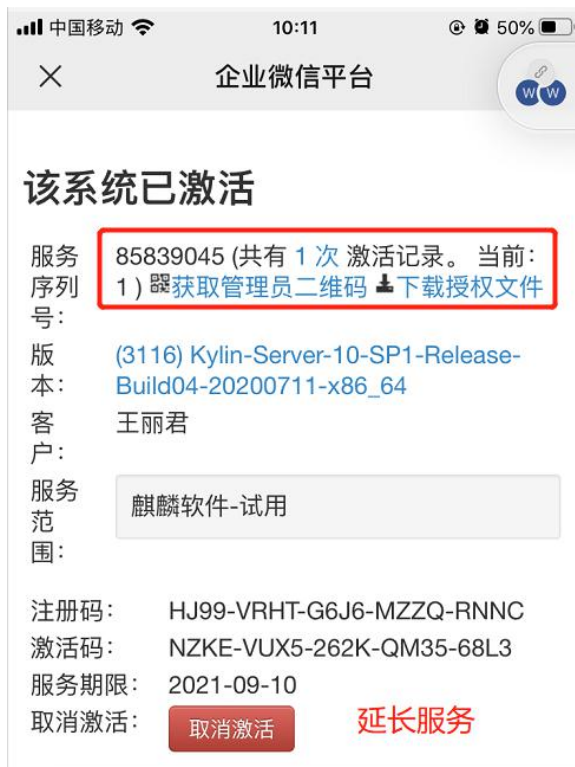 中国移动 10:11 50%
企业微信平台
W W
该系统已激活
服务序列号： 85839045 (共有 1 次 激活记录。 当前：
1 ) 获取管理员二维码 下载授权文件
版本： (3116) Kylin-Server-10-SP1-Release-
Build04-20200711-x86_64
客户： 王丽君
服务范围： 麒麟软件-试用
注册码： HJ99-VRHT-G6J6-MZZQ-RNNC
激活码： NZKE-VUX5-262K-QM35-68L3
服务期限： 2021-09-10
取消激活： 取消激活 延长服务